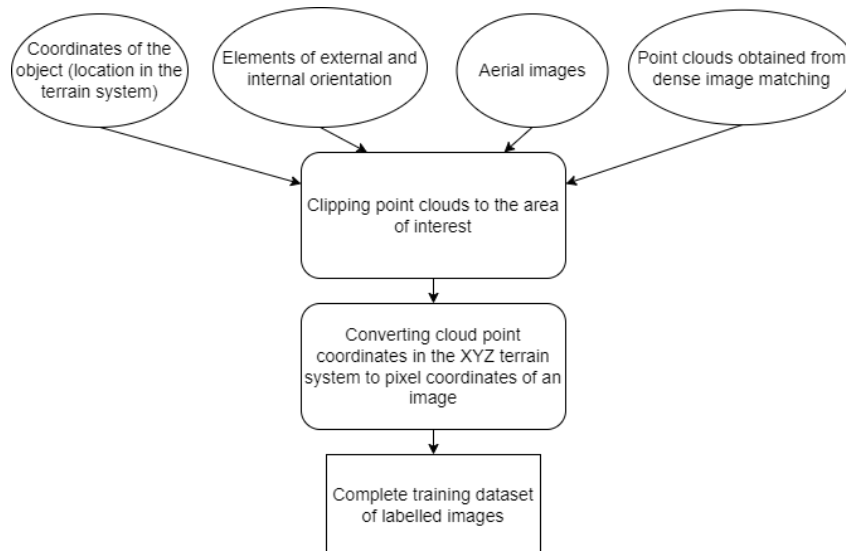 Coordinates of the
object (location in the
terrain system)
Elements of external and
internal orientation
Aerial images
Point clouds obtained from
dense image matching
Clipping point clouds to the area
of interest
Converting cloud point
coordinates in the XYZ terrain
system to pixel coordinates of an
image
Complete training dataset
of labelled images